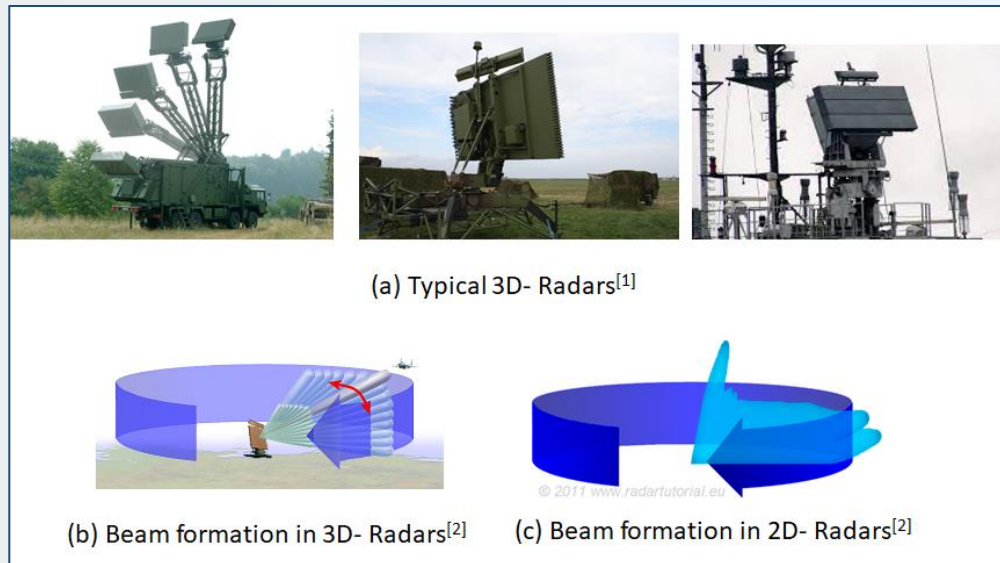 (a) Typical 3D- Radars[1]
© 2011 www.radartutorial.eu
(b) Beam formation in 3D- Radars[2]
(c) Beam formation in 2D- Radars[2]